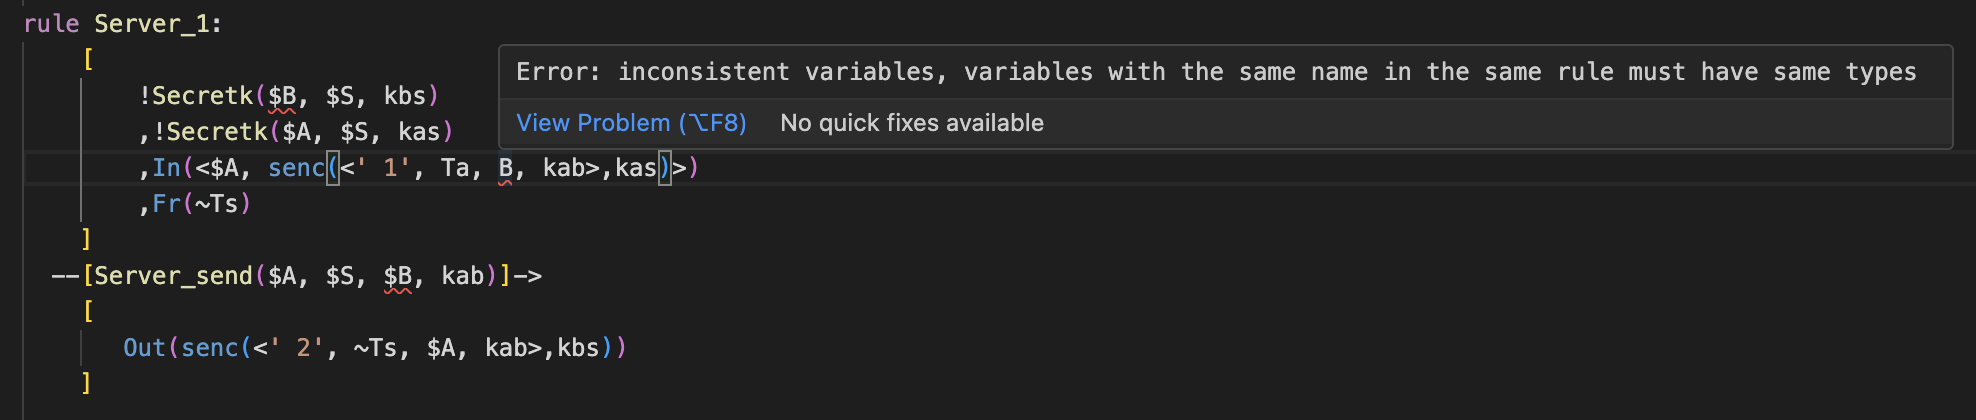 rule Server_1:
[
Error: inconsistent variables, variables with the same name in the same rule must have same types
!Secretk($B, $S, kbs)
View Problem (⌥F8) No quick fixes available
,!Secretk($A, $S, kas)
,In(<$A, senc(<' 1', Ta, B, kab>,kas)>)
,Fr(~Ts)
]
--[Server_send($A, $S, $B, kab)]->
[
Out(senc(<' 2', ~Ts, $A, kab>,kbs))
]